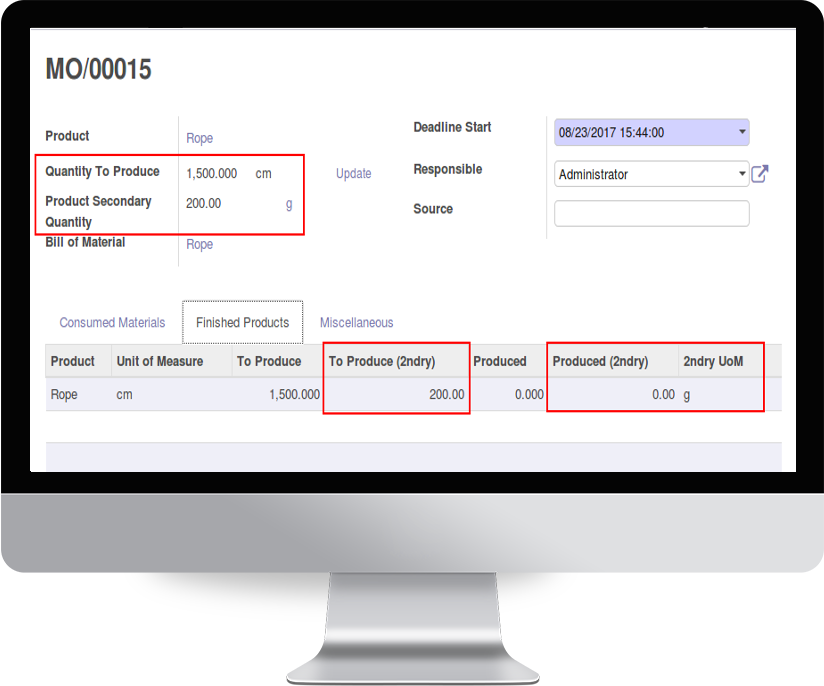 MO/00015
Product
Rope
Quantity To Produce
1,500.000 cm
Update
Product Secondary
Quantity
200.00 g
Bill of Material
Rope
Deadline Start
08/23/2017 15:44:00
Responsible
Administrator
Source
Consumed Materials Finished Products Miscellaneous
Product Unit of Measure To Produce To Produce (2ndry) Produced Produced (2ndry) 2ndry UoM
Rope cm 1,500.000 200.00 0.000 0.00 g